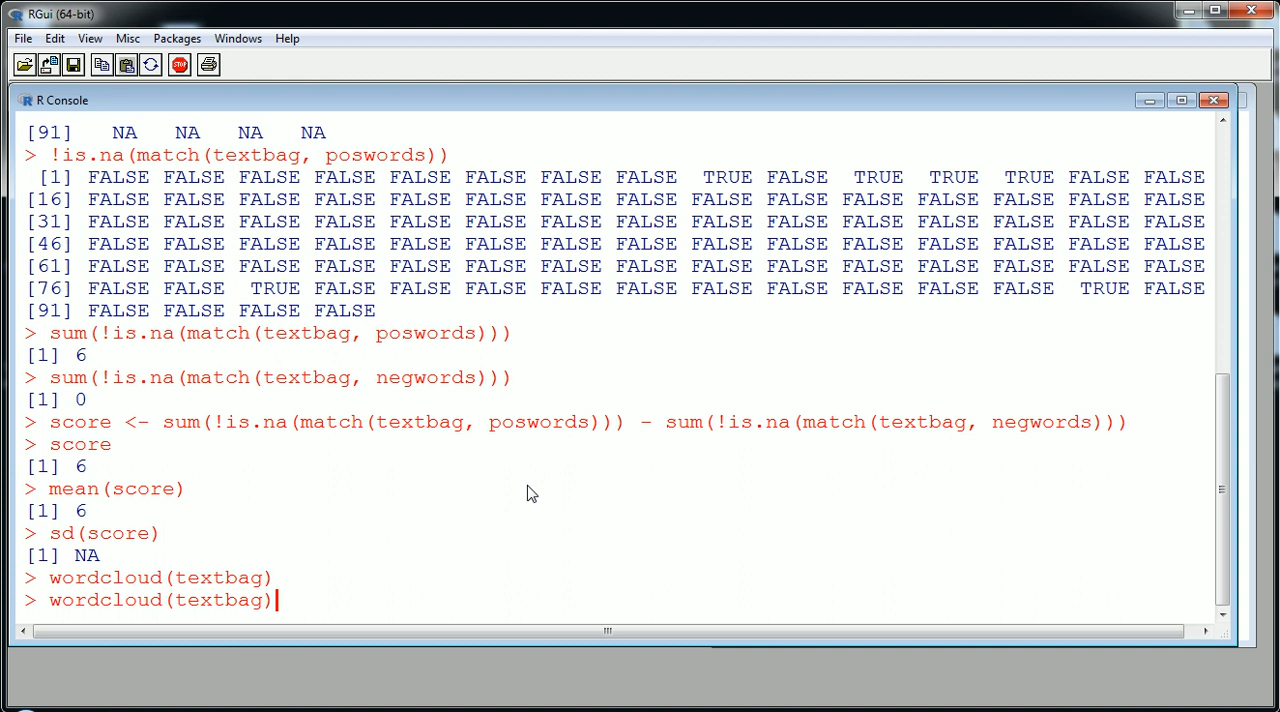 RGui (64-bit)
File Edit View Misc Packages Windows Help
STOP
R Console
[91] NA NA NA NA
> !is.na(match(textbag, poswords))
[1] FALSE FALSE FALSE FALSE FALSE FALSE FALSE FALSE TRUE FALSE TRUE TRUE TRUE FALSE FALSE
[16] FALSE FALSE FALSE FALSE FALSE FALSE FALSE FALSE FALSE FALSE FALSE FALSE FALSE FALSE FALSE
[31] FALSE FALSE FALSE FALSE FALSE FALSE FALSE FALSE FALSE FALSE FALSE FALSE FALSE FALSE FALSE
[46] FALSE FALSE FALSE FALSE FALSE FALSE FALSE FALSE FALSE FALSE FALSE FALSE FALSE FALSE FALSE
[61] FALSE FALSE FALSE FALSE FALSE FALSE FALSE FALSE FALSE FALSE FALSE FALSE FALSE FALSE FALSE
[76] FALSE FALSE TRUE FALSE FALSE FALSE FALSE FALSE FALSE FALSE FALSE FALSE FALSE TRUE FALSE
[91] FALSE FALSE FALSE FALSE
> sum(!is.na(match(textbag, poswords)))
[1] 6
> sum(!is.na(match(textbag, negwords)))
[1] 0
> score <- sum(!is.na(match(textbag, poswords))) - sum(!is.na(match(textbag, negwords)))
> score
[1] 6
> mean(score)
[1] 6
> sd(score)
[1] NA
> wordcloud(textbag)
> wordcloud(textbag)